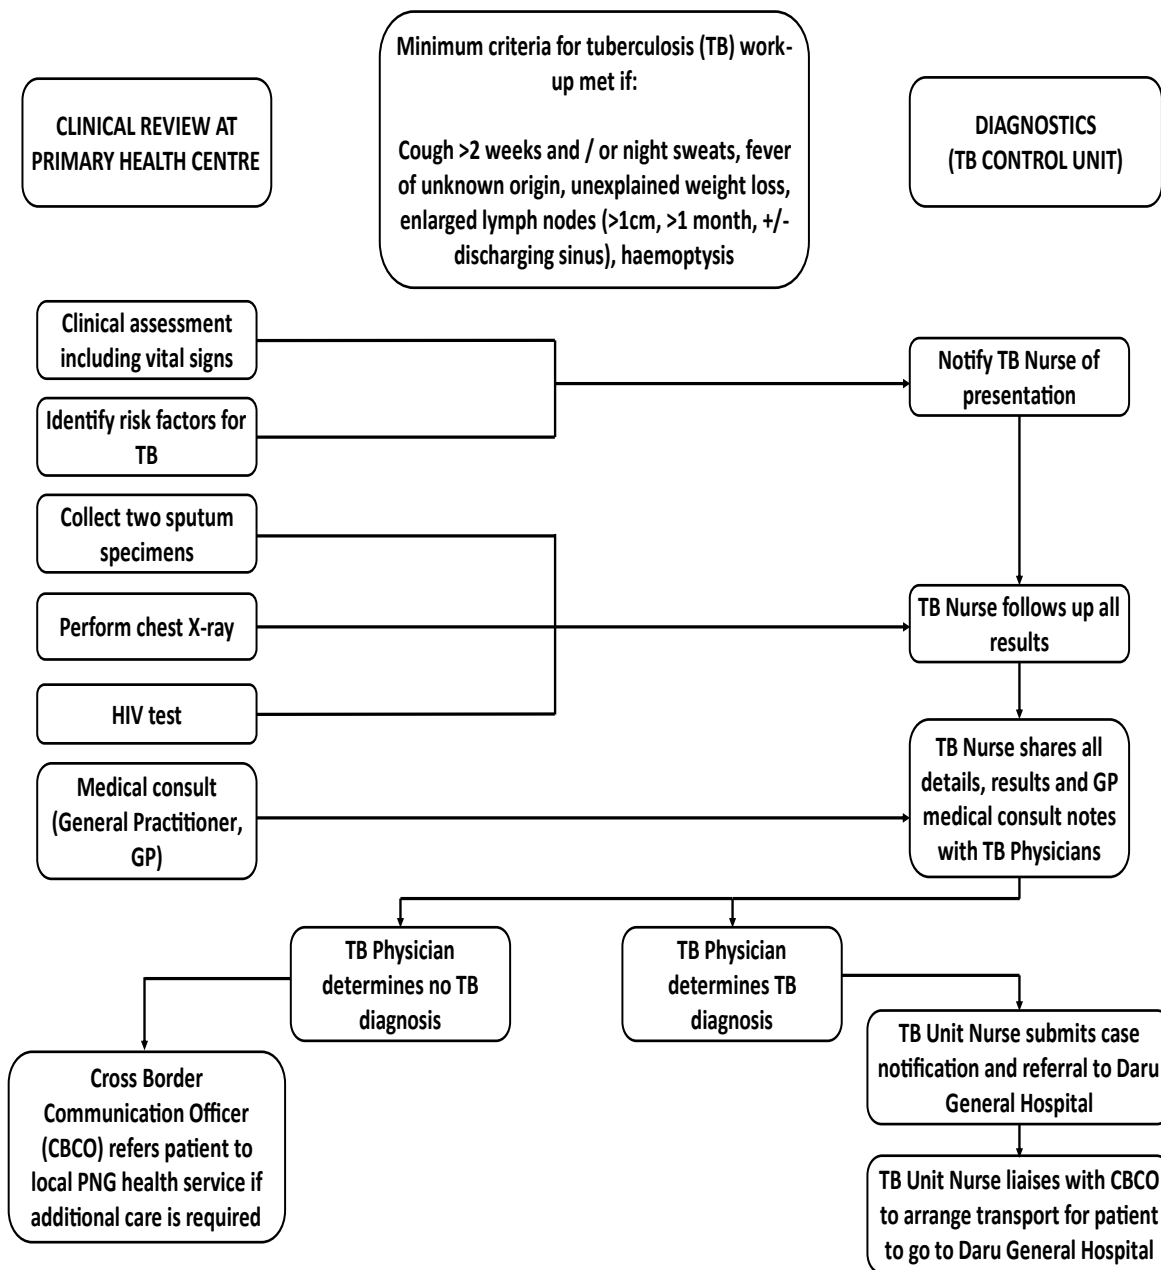 Minimum criteria for tuberculosis (TB) work-
up met if:
Cough >2 weeks and / or night sweats, fever
of unknown origin, unexplained weight loss,
enlarged lymph nodes (>1cm, >1 month, +/-
discharging sinus), haemoptysis
CLINICAL REVIEW AT
PRIMARY HEALTH CENTRE
DIAGNOSTICS
(TB CONTROL UNIT)
Clinical assessment
including vital signs
Notify TB Nurse of
presentation
Identify risk factors for
TB
Collect two sputum
specimens
Perform chest X-ray
TB Nurse follows up all
results
HIV test
Medical consult
(General Practitioner,
GP)
TB Nurse shares all
details, results and GP
medical consult notes
with TB Physicians
TB Physician
determines no TB
diagnosis
TB Physician
determines TB
diagnosis
Cross Border
Communication Officer
(CBCO) refers patient to
local PNG health service if
additional care is required
TB Unit Nurse submits case
notification and referral to Daru
General Hospital
TB Unit Nurse liaises with CBCO
to arrange transport for patient
to go to Daru General Hospital